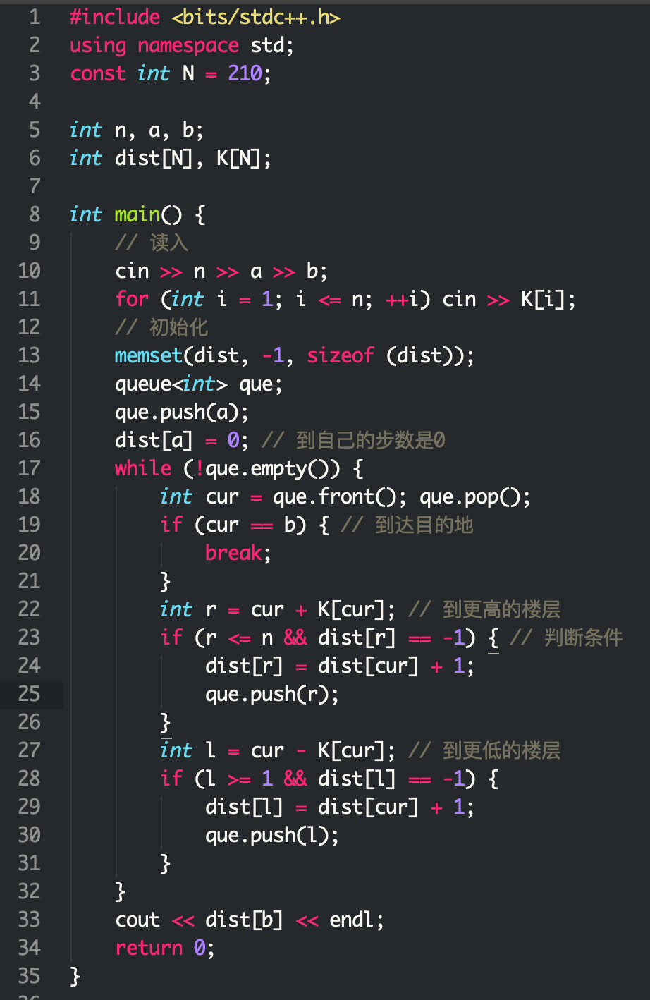 1 #include <bits/stdc++.h>
2 using namespace std;
3 const int N = 210;
4
5 int n, a, b;
6 int dist[N], K[N];
7
8 int main() {
9     // 读入
10     cin >> n >> a >> b;
11     for (int i = 1; i <= n; ++i) cin >> K[i];
12     // 初始化
13     memset(dist, -1, sizeof (dist));
14     queue<int> que;
15     que.push(a);
16     dist[a] = 0; // 到自己的步数是0
17     while (!que.empty()) {
18         int cur = que.front(); que.pop();
19         if (cur == b) { // 到达目的地
20             break;
21         }
22         int r = cur + K[cur]; // 到更高的楼层
23         if (r <= n && dist[r] == -1) { // 判断条件
24             dist[r] = dist[cur] + 1;
25             que.push(r);
26         }
27         int l = cur - K[cur]; // 到更低的楼层
28         if (l >= 1 && dist[l] == -1) {
29             dist[l] = dist[cur] + 1;
30             que.push(l);
31         }
32     }
33     cout << dist[b] << endl;
34     return 0;
35 }